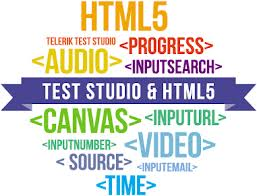 HTML5
TELERIK TEST STUDIO <PROGRESS>
<AUDIO> <INPUTSEARCH>
TEST STUDIO & HTML5
<CANVAS> <INPUTURL>
<INPUTNUMBER> <VIDEO>
<SOURCE> <INPUTEMAIL>
<TIME>